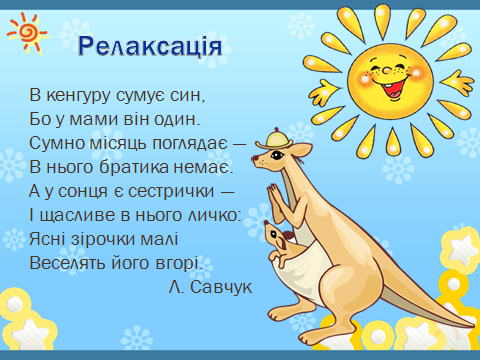 Релаксація
В кенгуру сумує син,
Бо у мами він один.
Сумно місяць поглядає —
В нього братика немає.
А у сонця є сестрички —
І щасливе в нього личко:
Ясні зірочки малі
Веселять його вгорі.
Л. Савчук